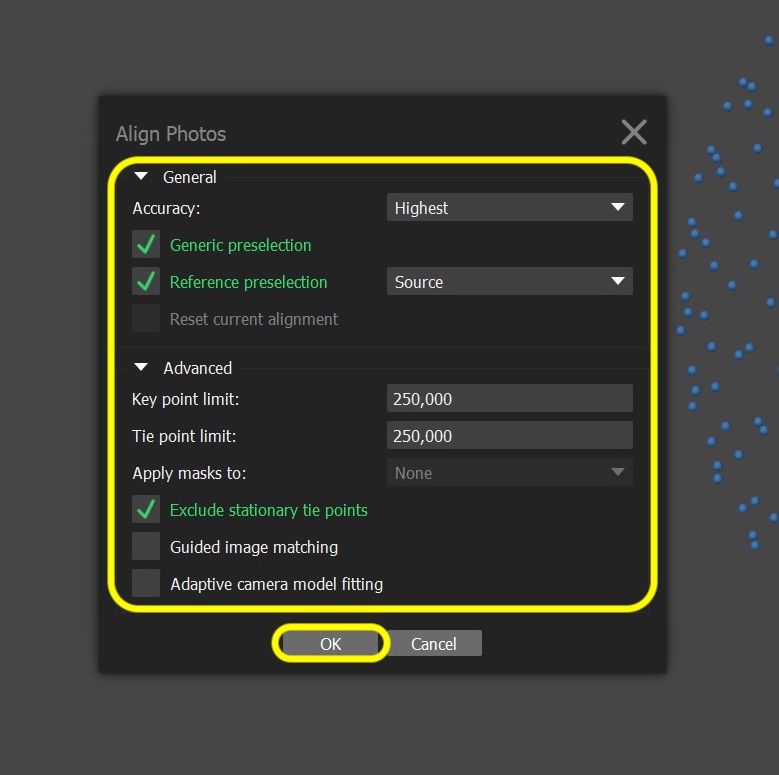 Align Photos
General
Accuracy: Highest
Generic preselection
Reference preselection Source
Reset current alignment
Advanced
Key point limit: 250,000
Tie point limit: 250,000
Apply masks to: None
Exclude stationary tie points
Guided image matching
Adaptive camera model fitting
OK Cancel